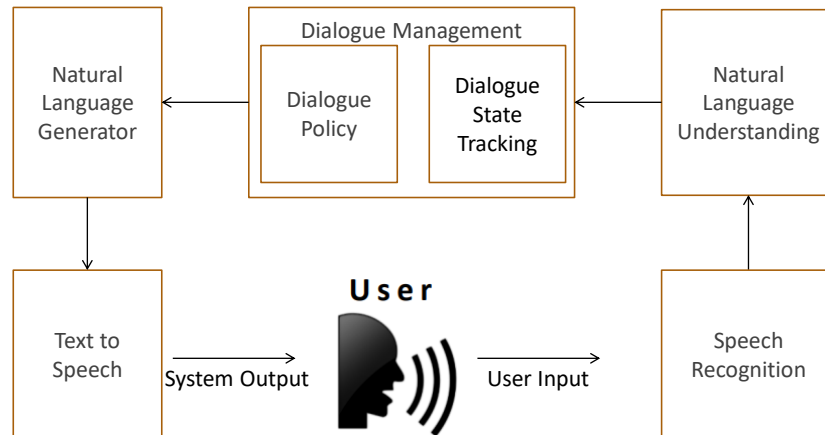 Dialogue Management
Natural
Language
Generator
Dialogue
Policy
Dialogue
State
Tracking
Natural
Language
Understanding
User
Text to
Speech
System Output
User Input
Speech
Recognition